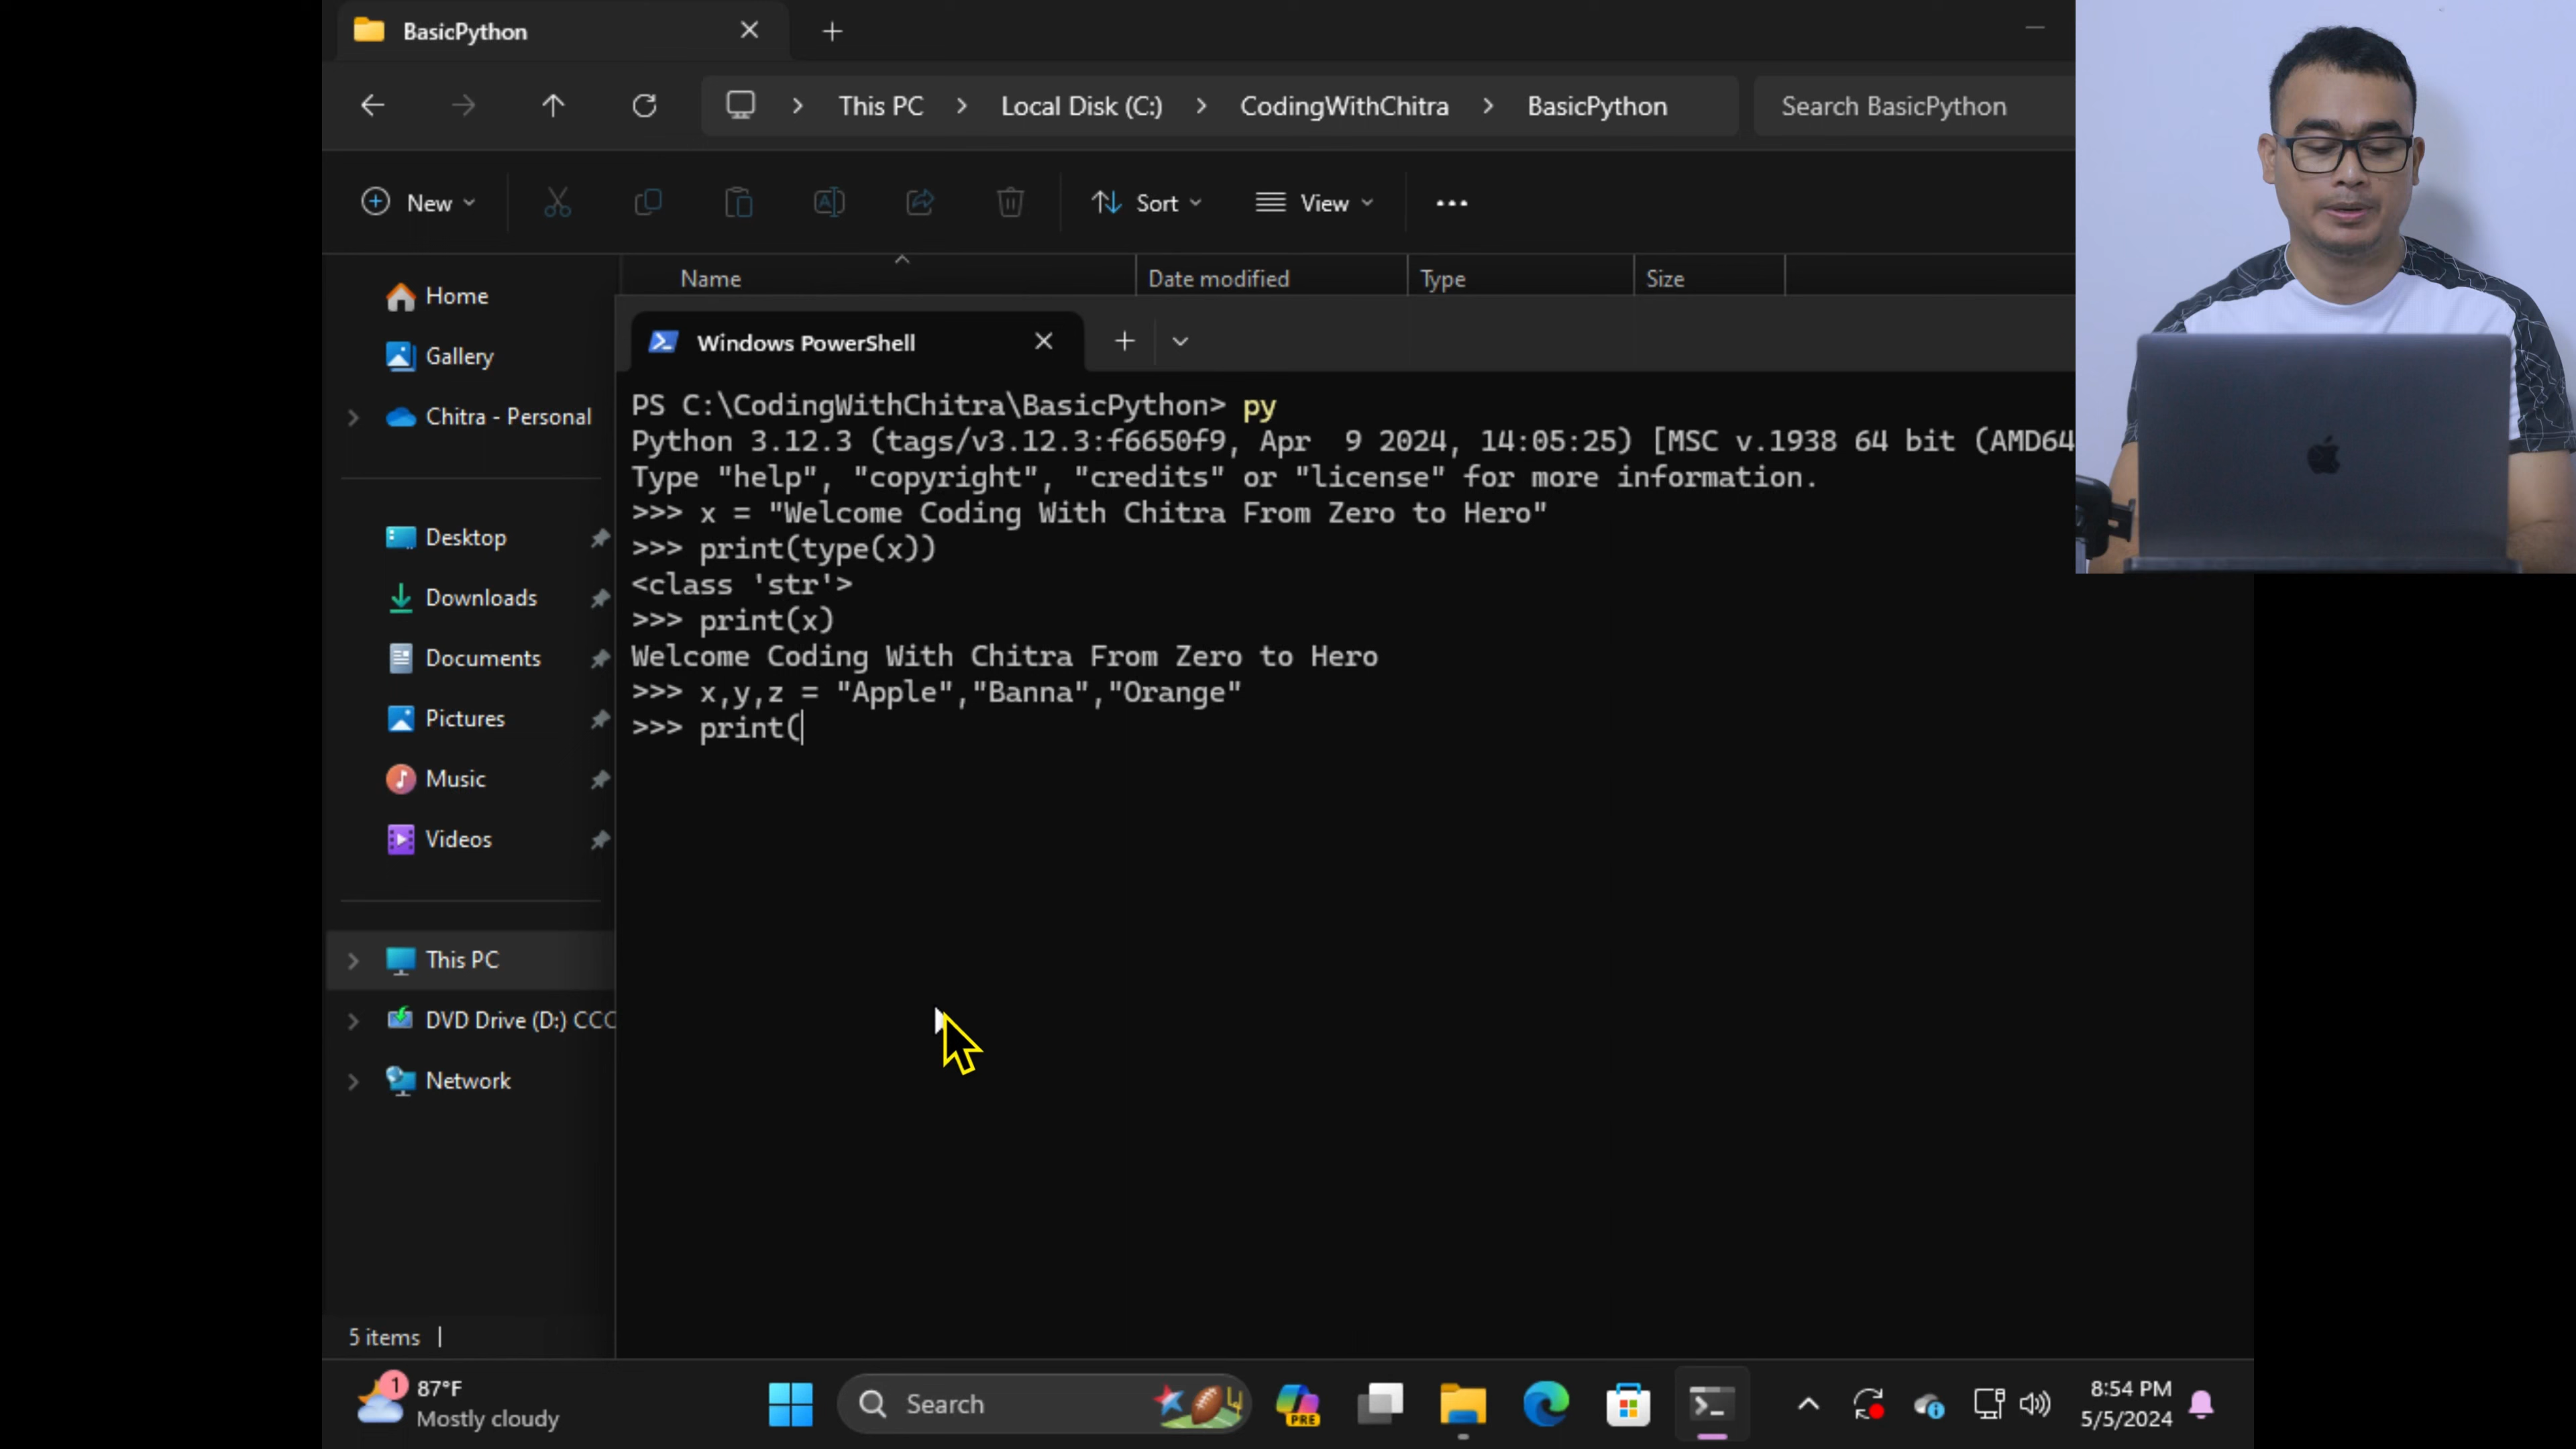 BasicPython
This PC > Local Disk (C:) > CodingWithChitra > BasicPython
Search BasicPython
New
Sort
View
Name
Date modified
Type
Size
Home
Gallery
Chitra - Personal
Desktop
Downloads
Documents
Pictures
Music
Videos
This PC
DVD Drive (D:) CCC
Network
5 items
Windows PowerShell
PS C:\CodingWithChitra\BasicPython> py
Python 3.12.3 (tags/v3.12.3:f6650f9, Apr  9 2024, 14:05:25) [MSC v.1938 64 bit (AMD64
Type "help", "copyright", "credits" or "license" for more information.
>>> x = "Welcome Coding With Chitra From Zero to Hero"
>>> print(type(x))
<class 'str'>
>>> print(x)
Welcome Coding With Chitra From Zero to Hero
>>> x,y,z = "Apple","Banna","Orange"
>>> print(
1
87°F
Mostly cloudy
Search
PRE
8:54 PM
5/5/2024